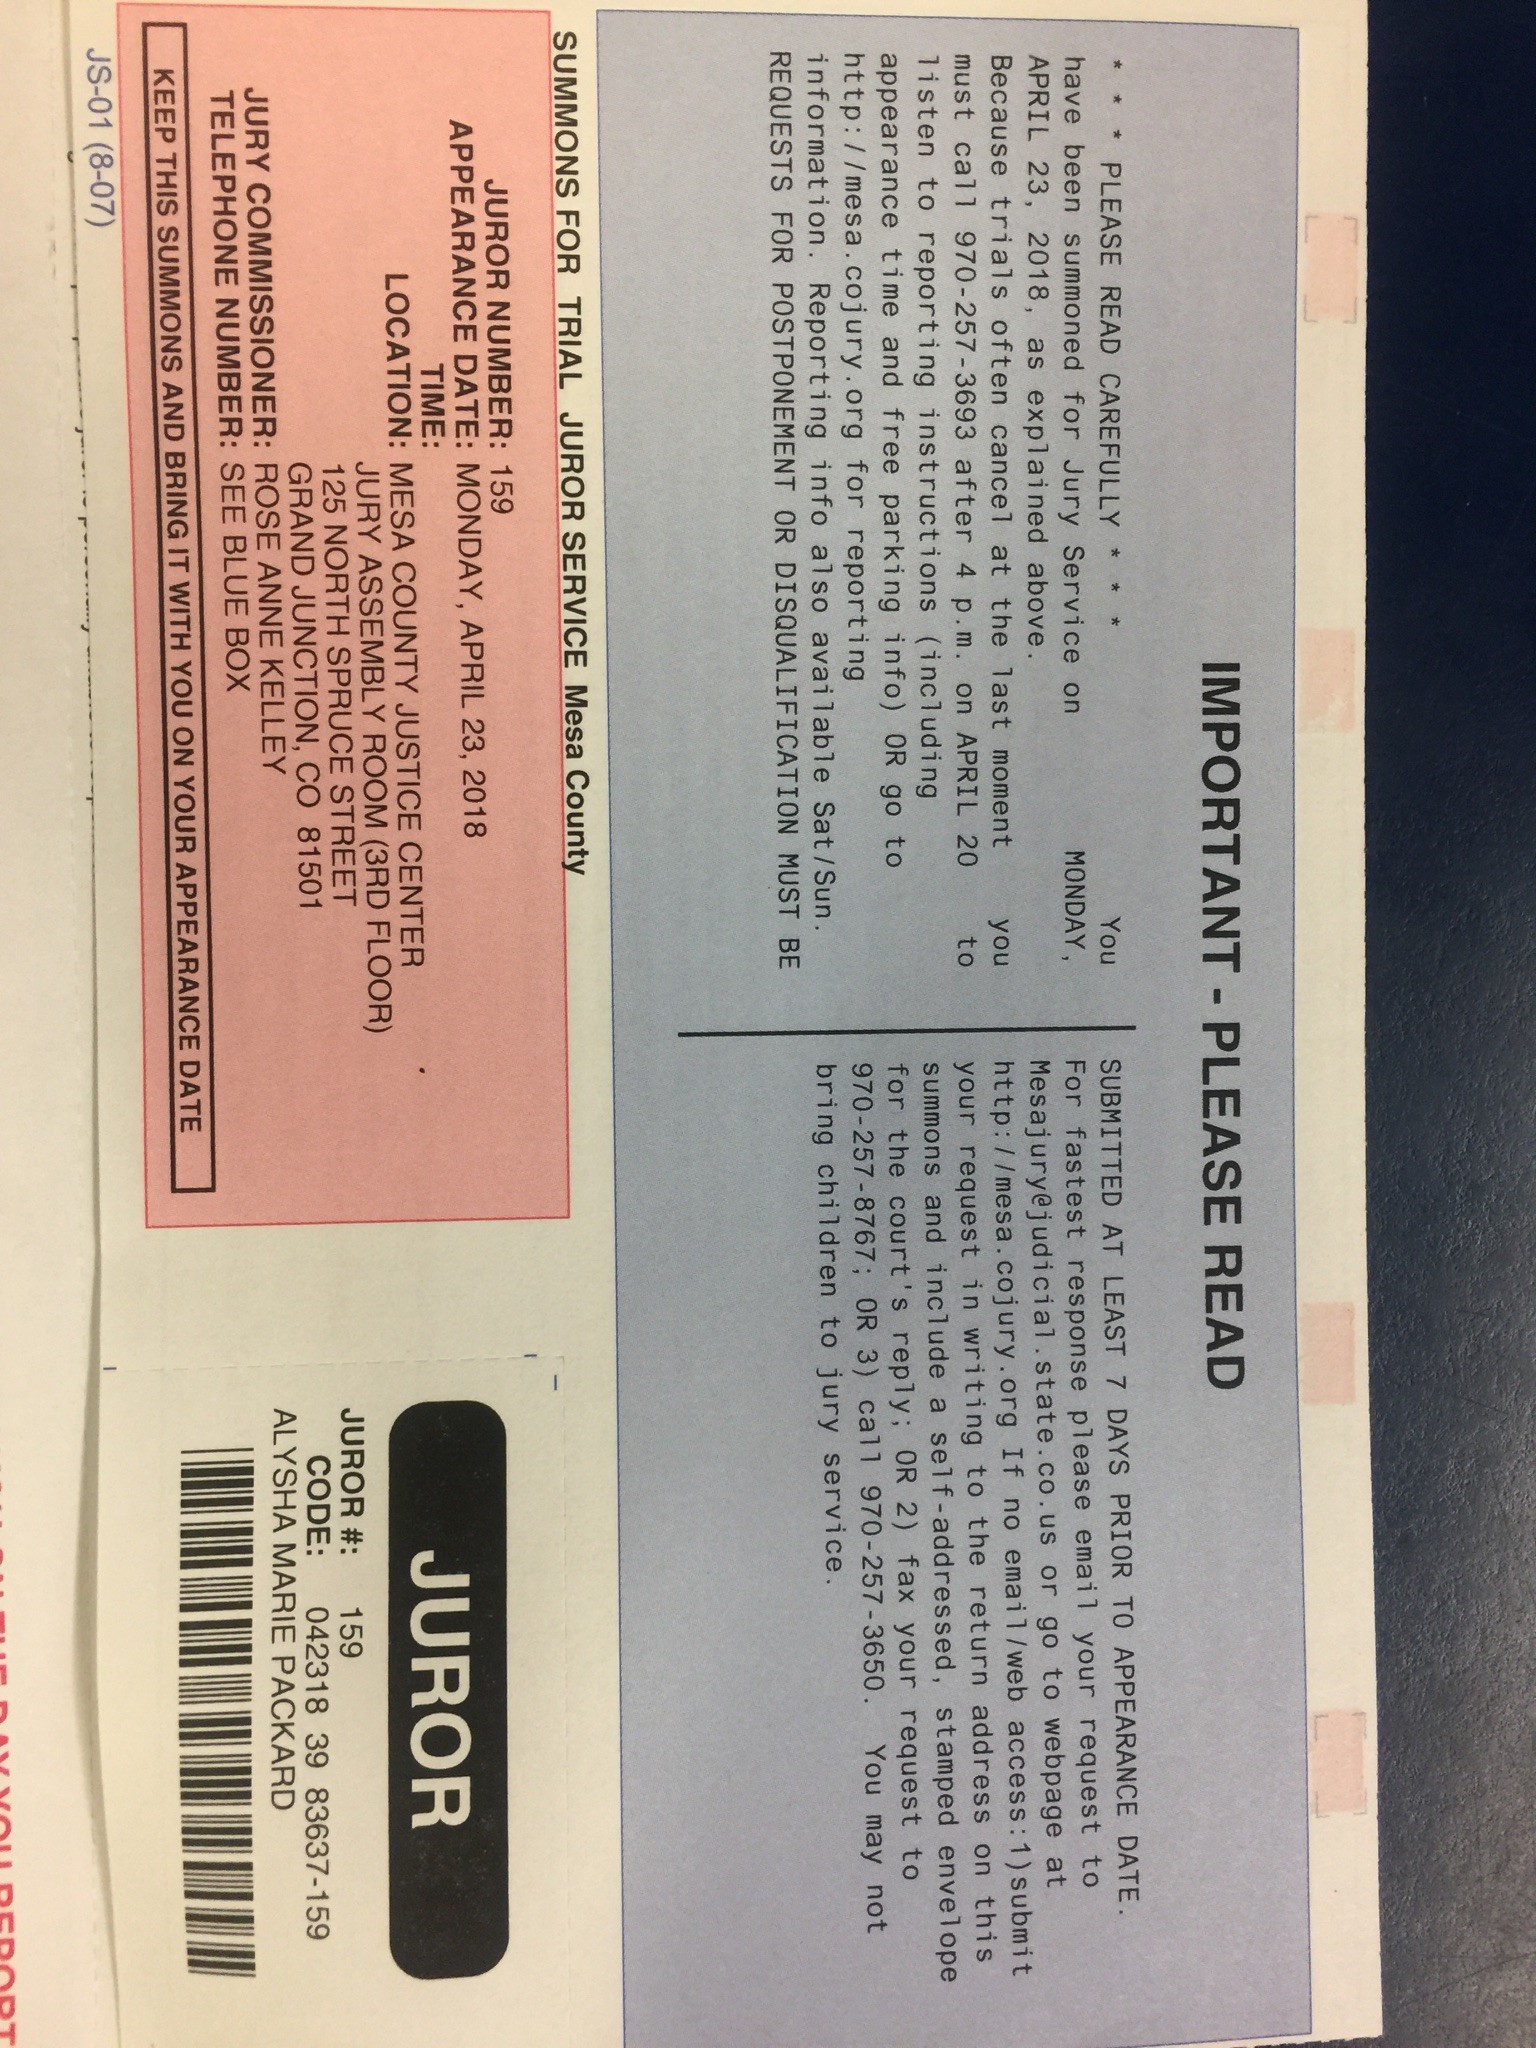 IMPORTANT - PLEASE READ
* * * PLEASE READ CAREFULLY * * * You
have been summoned for Jury Service on MONDAY,
APRIL 23, 2018, as explained above.
Because trials often cancel at the last moment you
must call 970-257-3693 after 4 p.m. on APRIL 20 to
listen to reporting instructions (including
appearance time and free parking info) OR go to
http://mesa.cojury.org for reporting
information. Reporting info also available Sat/Sun.
REQUESTS FOR POSTPONEMENT OR DISQUALIFICATION MUST BE
SUBMITTED AT LEAST 7 DAYS PRIOR TO APPEARANCE DATE.
For fastest response please email your request to
Mesajury@judicial.state.co.us or go to webpage at
http://mesa.cojury.org If no email/web access:1)submit
your request in writing to the return address on this
summons and include a self-addressed, stamped envelope
for the court's reply; OR 2) fax your request to
970-257-8767; OR 3) call 970-257-3650. You may not
bring children to jury service.
SUMMONS FOR TRIAL JUROR SERVICE Mesa County
JUROR NUMBER: 159
APPEARANCE DATE: MONDAY, APRIL 23, 2018
TIME:
LOCATION: MESA COUNTY JUSTICE CENTER
JURY ASSEMBLY ROOM (3RD FLOOR)
125 NORTH SPRUCE STREET
GRAND JUNCTION, CO 81501
JURY COMMISSIONER: ROSE ANNE KELLEY
TELEPHONE NUMBER: SEE BLUE BOX
KEEP THIS SUMMONS AND BRING IT WITH YOU ON YOUR APPEARANCE DATE
JS-01 (8-07)
JUROR
JUROR #: 159
CODE: 042318 39 83637-159
ALYSHA MARIE PACKARD
ON THE DAY YOU REPORT